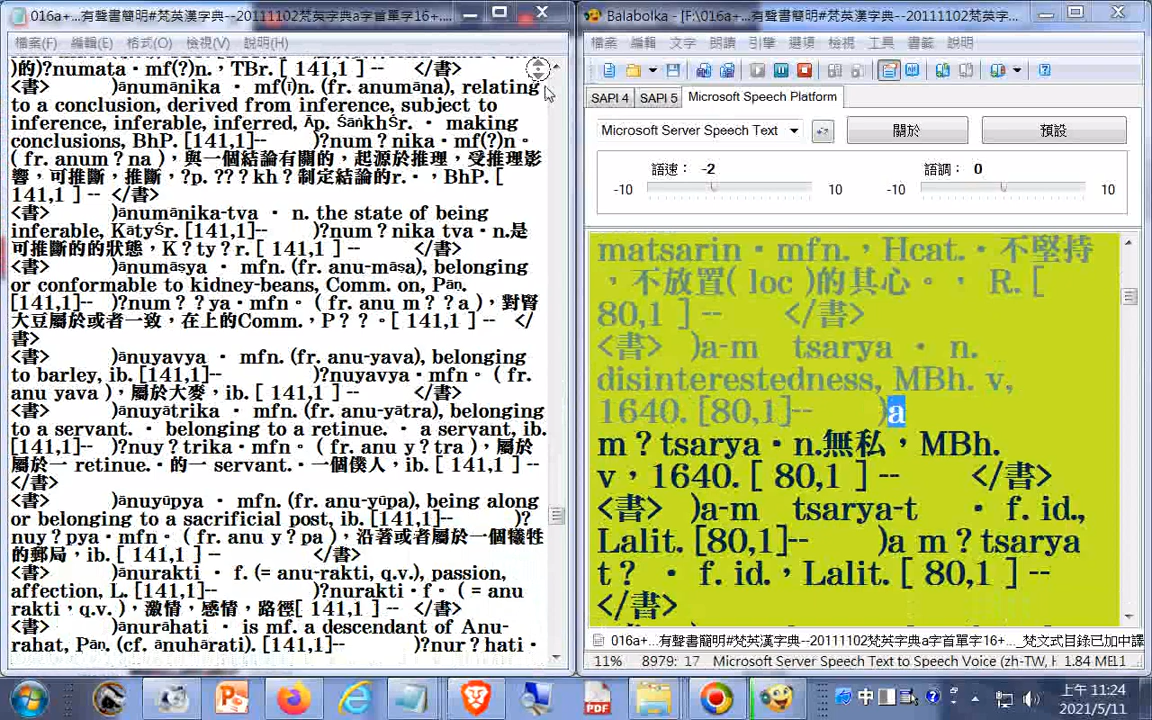 016a+...有聲書簡明#梵英漢字典--20111102梵英字典a字首單字16+...
檔案(F) 編輯(E) 格式(O) 檢視(V) 說明(H)
)的)?numata‧mf(?)n.，TBr. [ 141,1 ] -- </書>
<書> )ānumānika‧mf(ī)n. (fr. anumāna), relating
to a conclusion, derived from inference, subject to
inference, inferable, inferred, Āp. ŚāṅkhŚr.‧making
conclusions, BhP. [141,1]-- )?num?nika‧mf(?)n。
( fr. anum?na )，與一個結論有關的，起源於推理，受推理影
響，可推斷，推斷，?p. ???kh?制定結論的r.‧，BhP. [
141,1 ] -- </書>
<書> )ānumānika-tva‧n. the state of being
inferable, KātyŚr. [141,1]-- )?num?nika tva‧n.是
可推斷的的狀態，K?ty?r. [ 141,1 ] -- </書>
<書> )ānumāṣya‧mfn. (fr. anu-māṣa), belonging
or conformable to kidney-beans, Comm. on, Pāṇ.
[141,1]-- )?num??ya‧mfn。( fr. anu m??a )，對腎
大豆屬於或者一致，在上的Comm.，P??。[ 141,1 ] -- </
書>
<書> )ānuyavya‧mfn. (fr. anu-yava), belonging
to barley, ib. [141,1]-- )?nuyavya‧mfn。( fr.
anu yava )，屬於大麥，ib. [ 141,1 ] -- </書>
<書> )ānuyātrika‧mfn. (fr. anu-yātra), belonging
to a servant.‧belonging to a retinue.‧a servant, ib.
[141,1]-- )?nuy?trika‧mfn。( fr. anu y?tra )，屬於
屬於一 retinue.‧的一 servant.‧一個僕人，ib. [ 141,1 ] --
</書>
<書> )ānuyūpya‧mfn. (fr. anu-yūpa), being along
or belonging to a sacrificial post, ib. [141,1]-- )?
nuy?pya‧mfn。( fr. anu y?pa )，沿著或者屬於一個犧牲
的郵局，ib. [ 141,1 ] -- </書>
<書> )ānurakti‧f. (= anu-rakti, q.v.), passion,
affection, L. [141,1]-- )?nurakti‧f。( = anu
rakti，q.v.)，激情，感情，路徑[ 141,1 ] -- </書>
<書> )ānurāhati‧is mf. a descendant of Anu-
rahat, Pāṇ. (cf. ānuhārati). [141,1]-- )?nur?hati‧
Balabolka - [F:\016a+...有聲書簡明#梵英漢字典--20111102梵英字...
檔案 編輯 文字 朗讀 引擎 選項 檢視 工具 書籤 說明
SAPI 4 SAPI 5 Microsoft Speech Platform
Microsoft Server Speech Text 關於 預設
語速： -2 語調： 0
-10 10 -10 10
matsarin‧mfn.，Hcat.‧不堅持
，不放置( loc )的其心。，R. [
80,1 ] -- </書>
<書> )a-m tsarya‧n.
disinterestedness, MBh. v,
1640. [80,1]-- )a
m?tsarya‧n.無私，MBh.
v，1640. [ 80,1 ] -- </書>
<書> )a-m tsarya-t ‧f. id.,
Lalit. [80,1]-- )a m?tsarya
t? ‧f. id.，Lalit. [ 80,1 ] --
</書>
016a+...有聲書簡明#梵英漢字典--20111102梵英字典a字首單字16+..._梵文式目錄已加中譯
11% 8979: 17 Microsoft Server Speech Text to Speech Voice (zh-TW, H 1.84 МЕ1
中
上午 11:24
2021/5/11